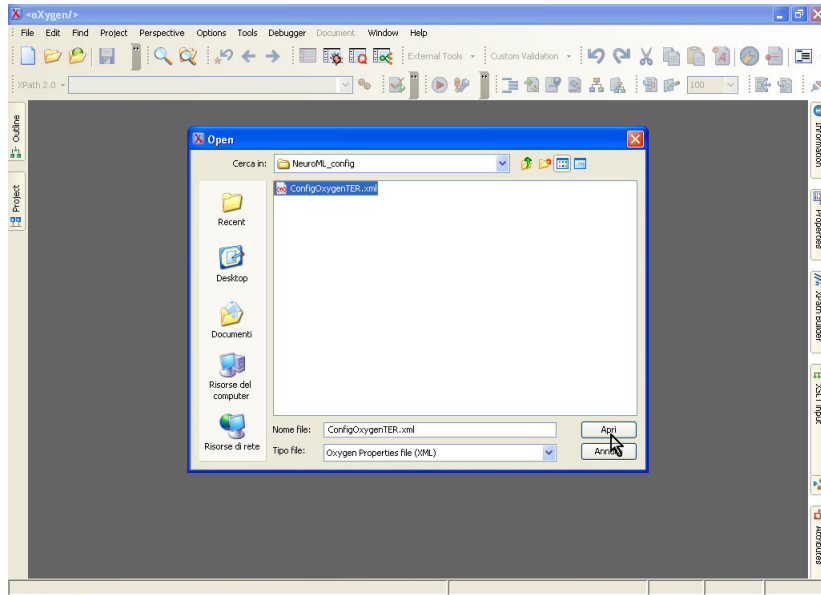 <oXygen/>
File Edit Find Project Perspective Options Tools Debugger Document Window Help
External Tools Custom Validation
XPath 2.0 100
Outline
Project
Open
Cerca in: NeuroML_config
ConfigOxygenTER.xml
Recent
Desktop
Documenti
Risorse del
computer
Risorse di rete
Nome file: ConfigOxygenTER.xml Apri
Tipo file: Oxygen Properties file (XML)
Information
Properties
XPath Builder
XSLT Input
Attributes